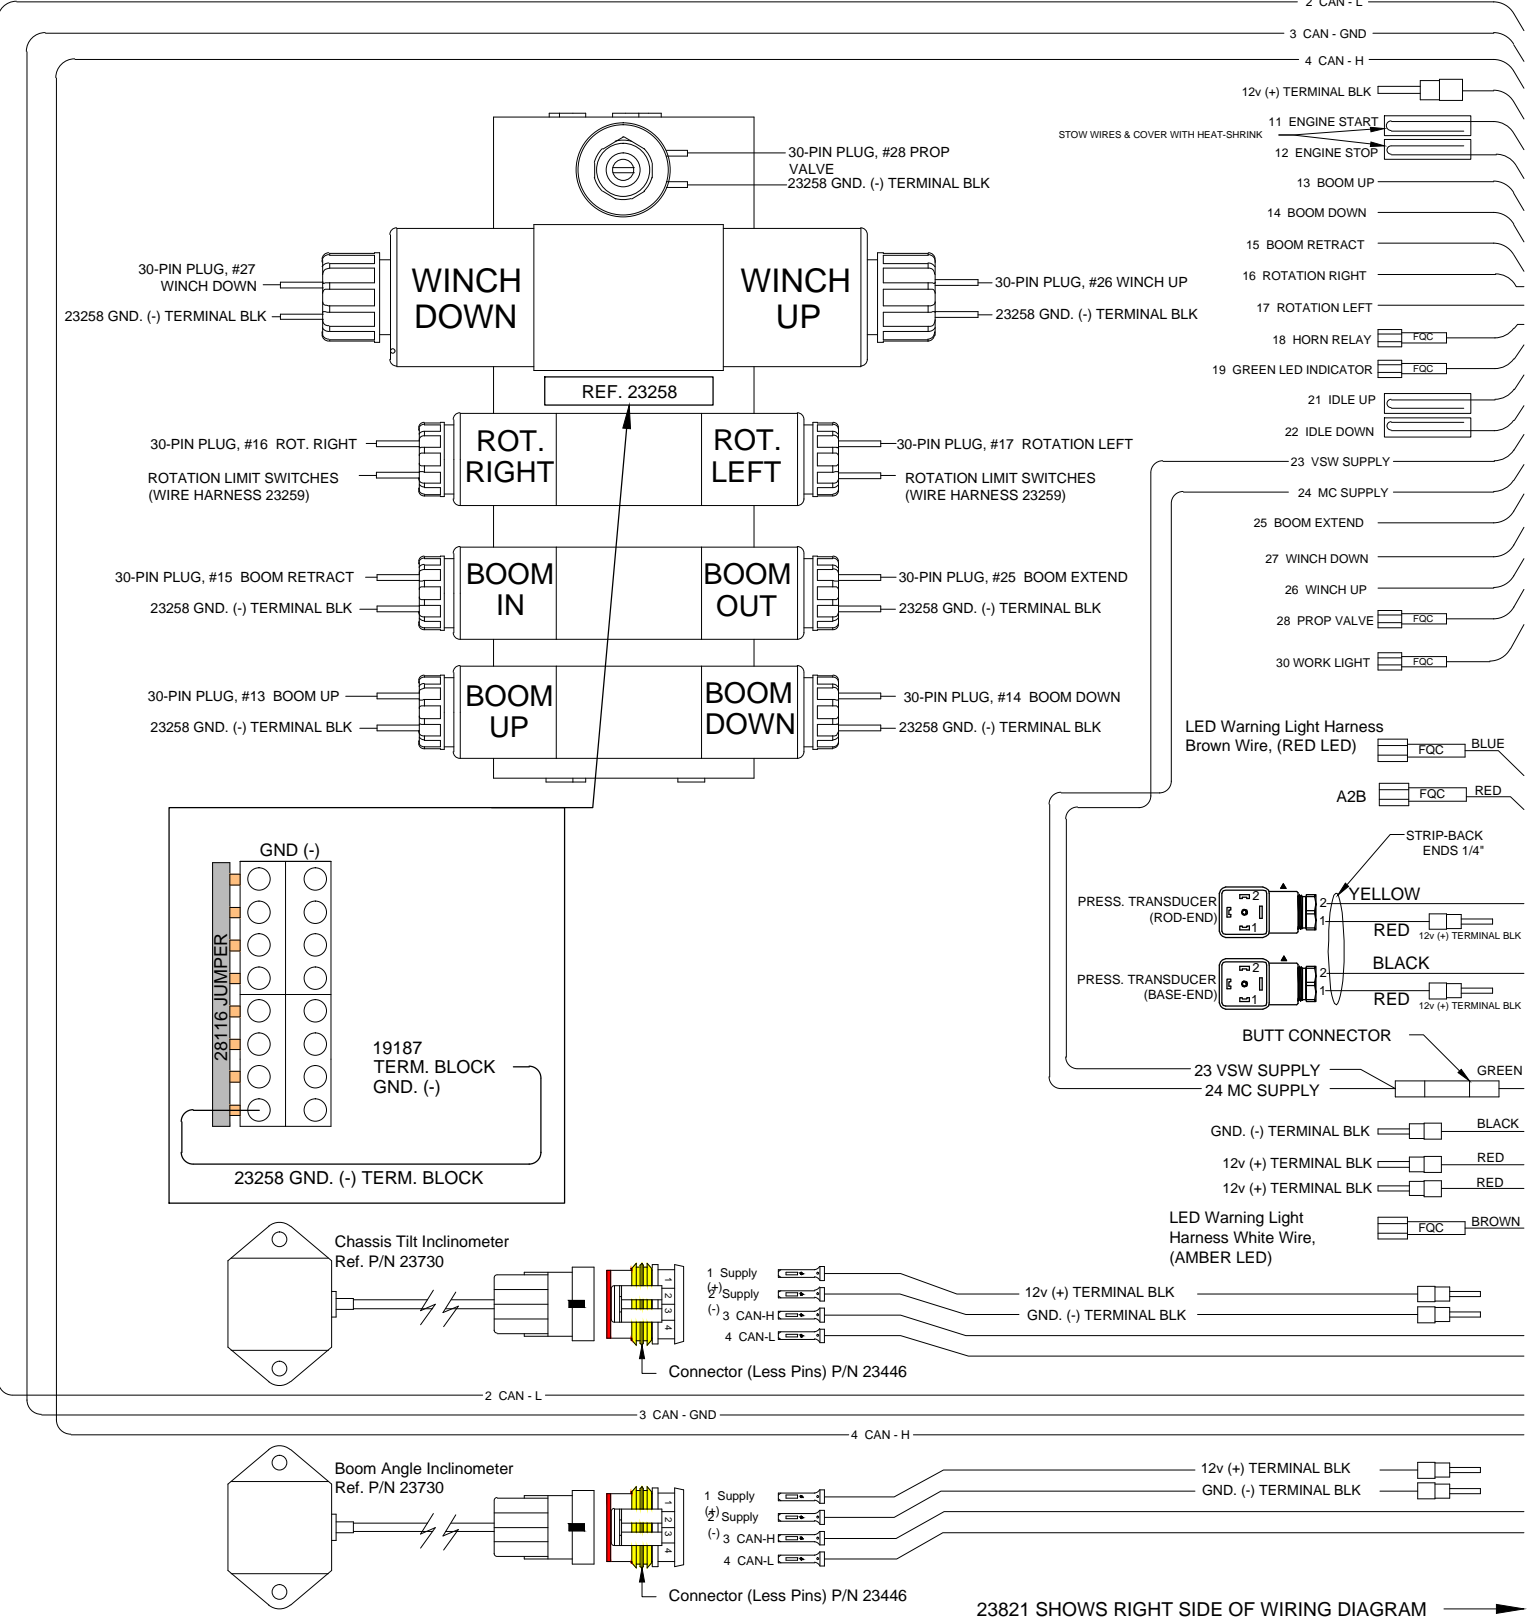 2 CAN - L
3 CAN - GND
4 CAN - H
12v (+) TERMINAL BLK
11 ENGINE START
STOW WIRES & COVER WITH HEAT-SHRINK
12 ENGINE STOP
13 BOOM UP
14 BOOM DOWN
15 BOOM RETRACT
16 ROTATION RIGHT
17 ROTATION LEFT
18 HORN RELAY
FQC
19 GREEN LED INDICATOR
FQC
21 IDLE UP
22 IDLE DOWN
23 VSW SUPPLY
24 MC SUPPLY
25 BOOM EXTEND
27 WINCH DOWN
26 WINCH UP
28 PROP VALVE
FQC
30 WORK LIGHT
FQC
30-PIN PLUG, #28 PROP
VALVE
23258 GND. (-) TERMINAL BLK
30-PIN PLUG, #27
WINCH DOWN
23258 GND. (-) TERMINAL BLK
WINCH
DOWN
WINCH
UP
30-PIN PLUG, #26 WINCH UP
23258 GND. (-) TERMINAL BLK
REF. 23258
30-PIN PLUG, #16 ROT. RIGHT
ROTATION LIMIT SWITCHES
(WIRE HARNESS 23259)
ROT.
RIGHT
ROT.
LEFT
30-PIN PLUG, #17 ROTATION LEFT
ROTATION LIMIT SWITCHES
(WIRE HARNESS 23259)
30-PIN PLUG, #15 BOOM RETRACT
23258 GND. (-) TERMINAL BLK
BOOM
IN
BOOM
OUT
30-PIN PLUG, #25 BOOM EXTEND
23258 GND. (-) TERMINAL BLK
30-PIN PLUG, #13 BOOM UP
23258 GND. (-) TERMINAL BLK
BOOM
UP
BOOM
DOWN
30-PIN PLUG, #14 BOOM DOWN
23258 GND. (-) TERMINAL BLK
LED Warning Light Harness
Brown Wire, (RED LED)
FQC
BLUE
A2B
FQC
RED
STRIP-BACK
ENDS 1/4"
PRESS. TRANSDUCER
(ROD-END)
2
1
2
1
YELLOW
RED
12v (+) TERMINAL BLK
PRESS. TRANSDUCER
(BASE-END)
2
1
2
1
BLACK
RED
12v (+) TERMINAL BLK
BUTT CONNECTOR
23 VSW SUPPLY
24 MC SUPPLY
GREEN
GND. (-) TERMINAL BLK
BLACK
12v (+) TERMINAL BLK
RED
12v (+) TERMINAL BLK
RED
LED Warning Light
Harness White Wire,
(AMBER LED)
FQC
BROWN
GND (-)
28116 JUMPER
19187
TERM. BLOCK
GND. (-)
23258 GND. (-) TERM. BLOCK
Chassis Tilt Inclinometer
Ref. P/N 23730
1
2
3
4
1 Supply
(+)
2 Supply
(-)
3 CAN-H
4 CAN-L
12v (+) TERMINAL BLK
GND. (-) TERMINAL BLK
Connector (Less Pins) P/N 23446
2 CAN - L
3 CAN - GND
4 CAN - H
Boom Angle Inclinometer
Ref. P/N 23730
1
2
3
4
1 Supply
(+)
2 Supply
(-)
3 CAN-H
4 CAN-L
12v (+) TERMINAL BLK
GND. (-) TERMINAL BLK
Connector (Less Pins) P/N 23446
23821 SHOWS RIGHT SIDE OF WIRING DIAGRAM